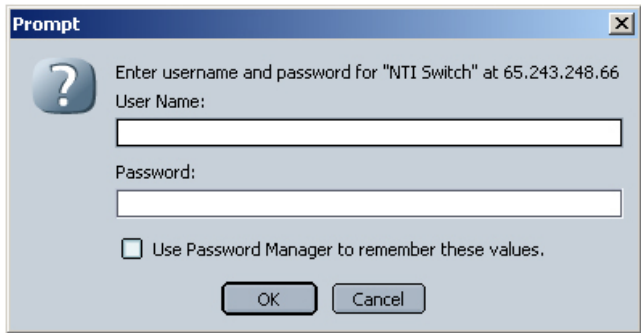 Prompt
Enter username and password for "NTI Switch" at 65.243.248.66
User Name:
Password:
Use Password Manager to remember these values.
OK
Cancel